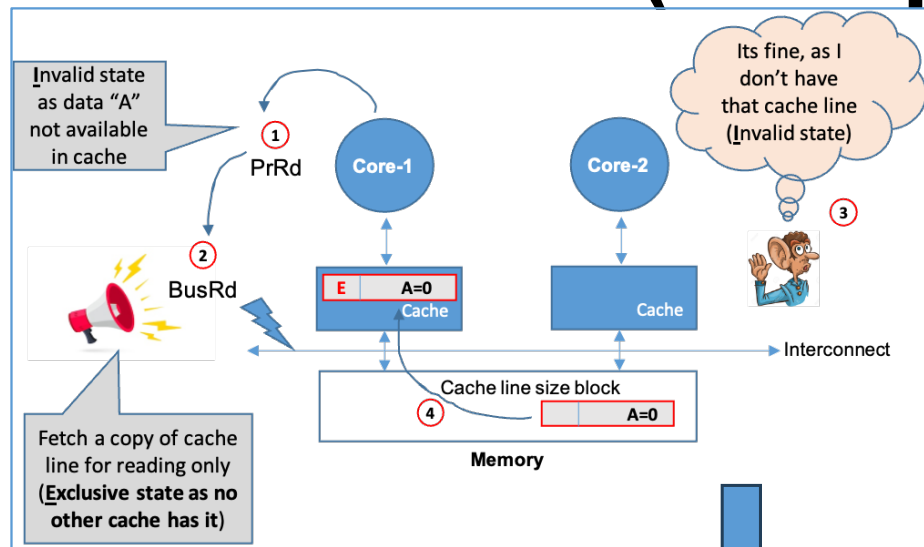 Invalid state
as data “A”
not available
in cache
1
PrRd
Core-1
Core-2
Its fine, as I
don’t have
that cache line
(Invalid state)
3
2
BusRd
E A=0
Cache
Cache
Interconnect
Cache line size block
4
A=0
Memory
Fetch a copy of cache
line for reading only
(Exclusive state as no
other cache has it)